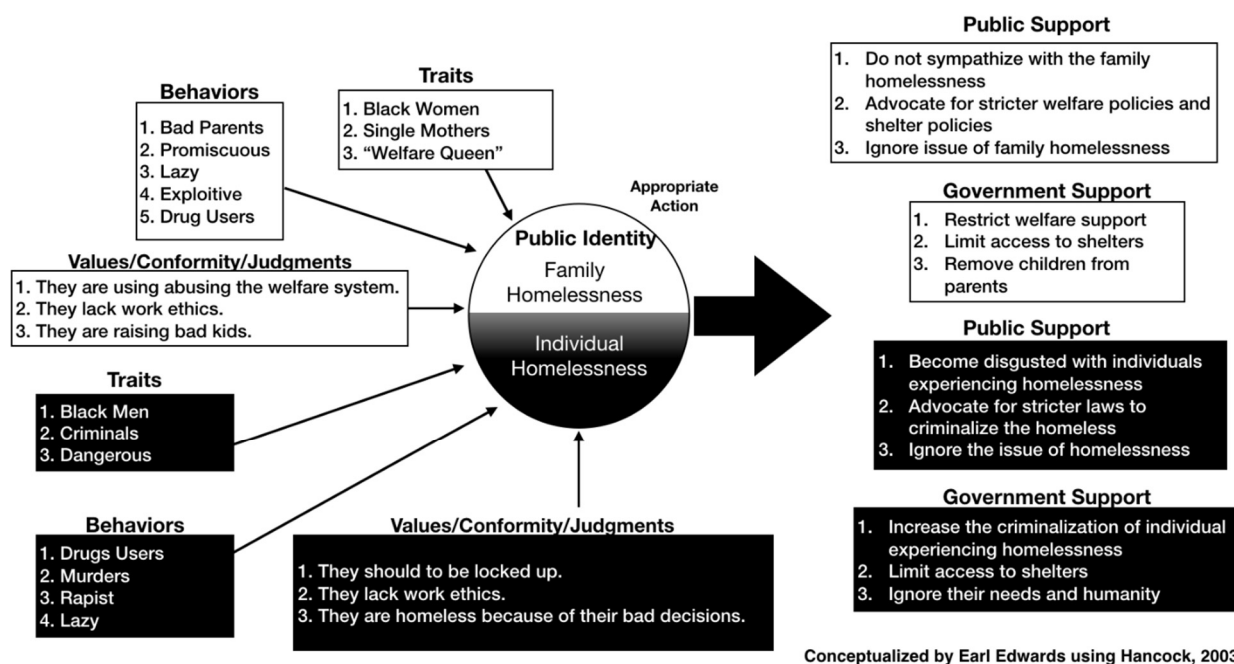 Behaviors
1. Bad Parents
2. Promiscuous
3. Lazy
4. Exploitive
5. Drug Users
Traits
1. Black Women
2. Single Mothers
3. “Welfare Queen”
Values/Conformity/Judgments
1. They are using abusing the welfare system.
2. They lack work ethics.
3. They are raising bad kids.
Traits
1. Black Men
2. Criminals
3. Dangerous
Behaviors
1. Drugs Users
2. Murders
3. Rapist
4. Lazy
Values/Conformity/Judgments
1. They should to be locked up.
2. They lack work ethics.
3. They are homeless because of their bad decisions.
Public Identity
Family
Homelessness
Individual
Homelessness
Appropriate
Action
Public Support
1. Do not sympathize with the family
homelessness
2. Advocate for stricter welfare policies and
shelter policies
3. Ignore issue of family homelessness
Government Support
1. Restrict welfare support
2. Limit access to shelters
3. Remove children from
parents
Public Support
1. Become disgusted with individuals
experiencing homelessness
2. Advocate for stricter laws to
criminalize the homeless
3. Ignore the issue of homelessness
Government Support
1. Increase the criminalization of individual
experiencing homelessness
2. Limit access to shelters
3. Ignore their needs and humanity
Conceptualized by Earl Edwards using Hancock, 2003